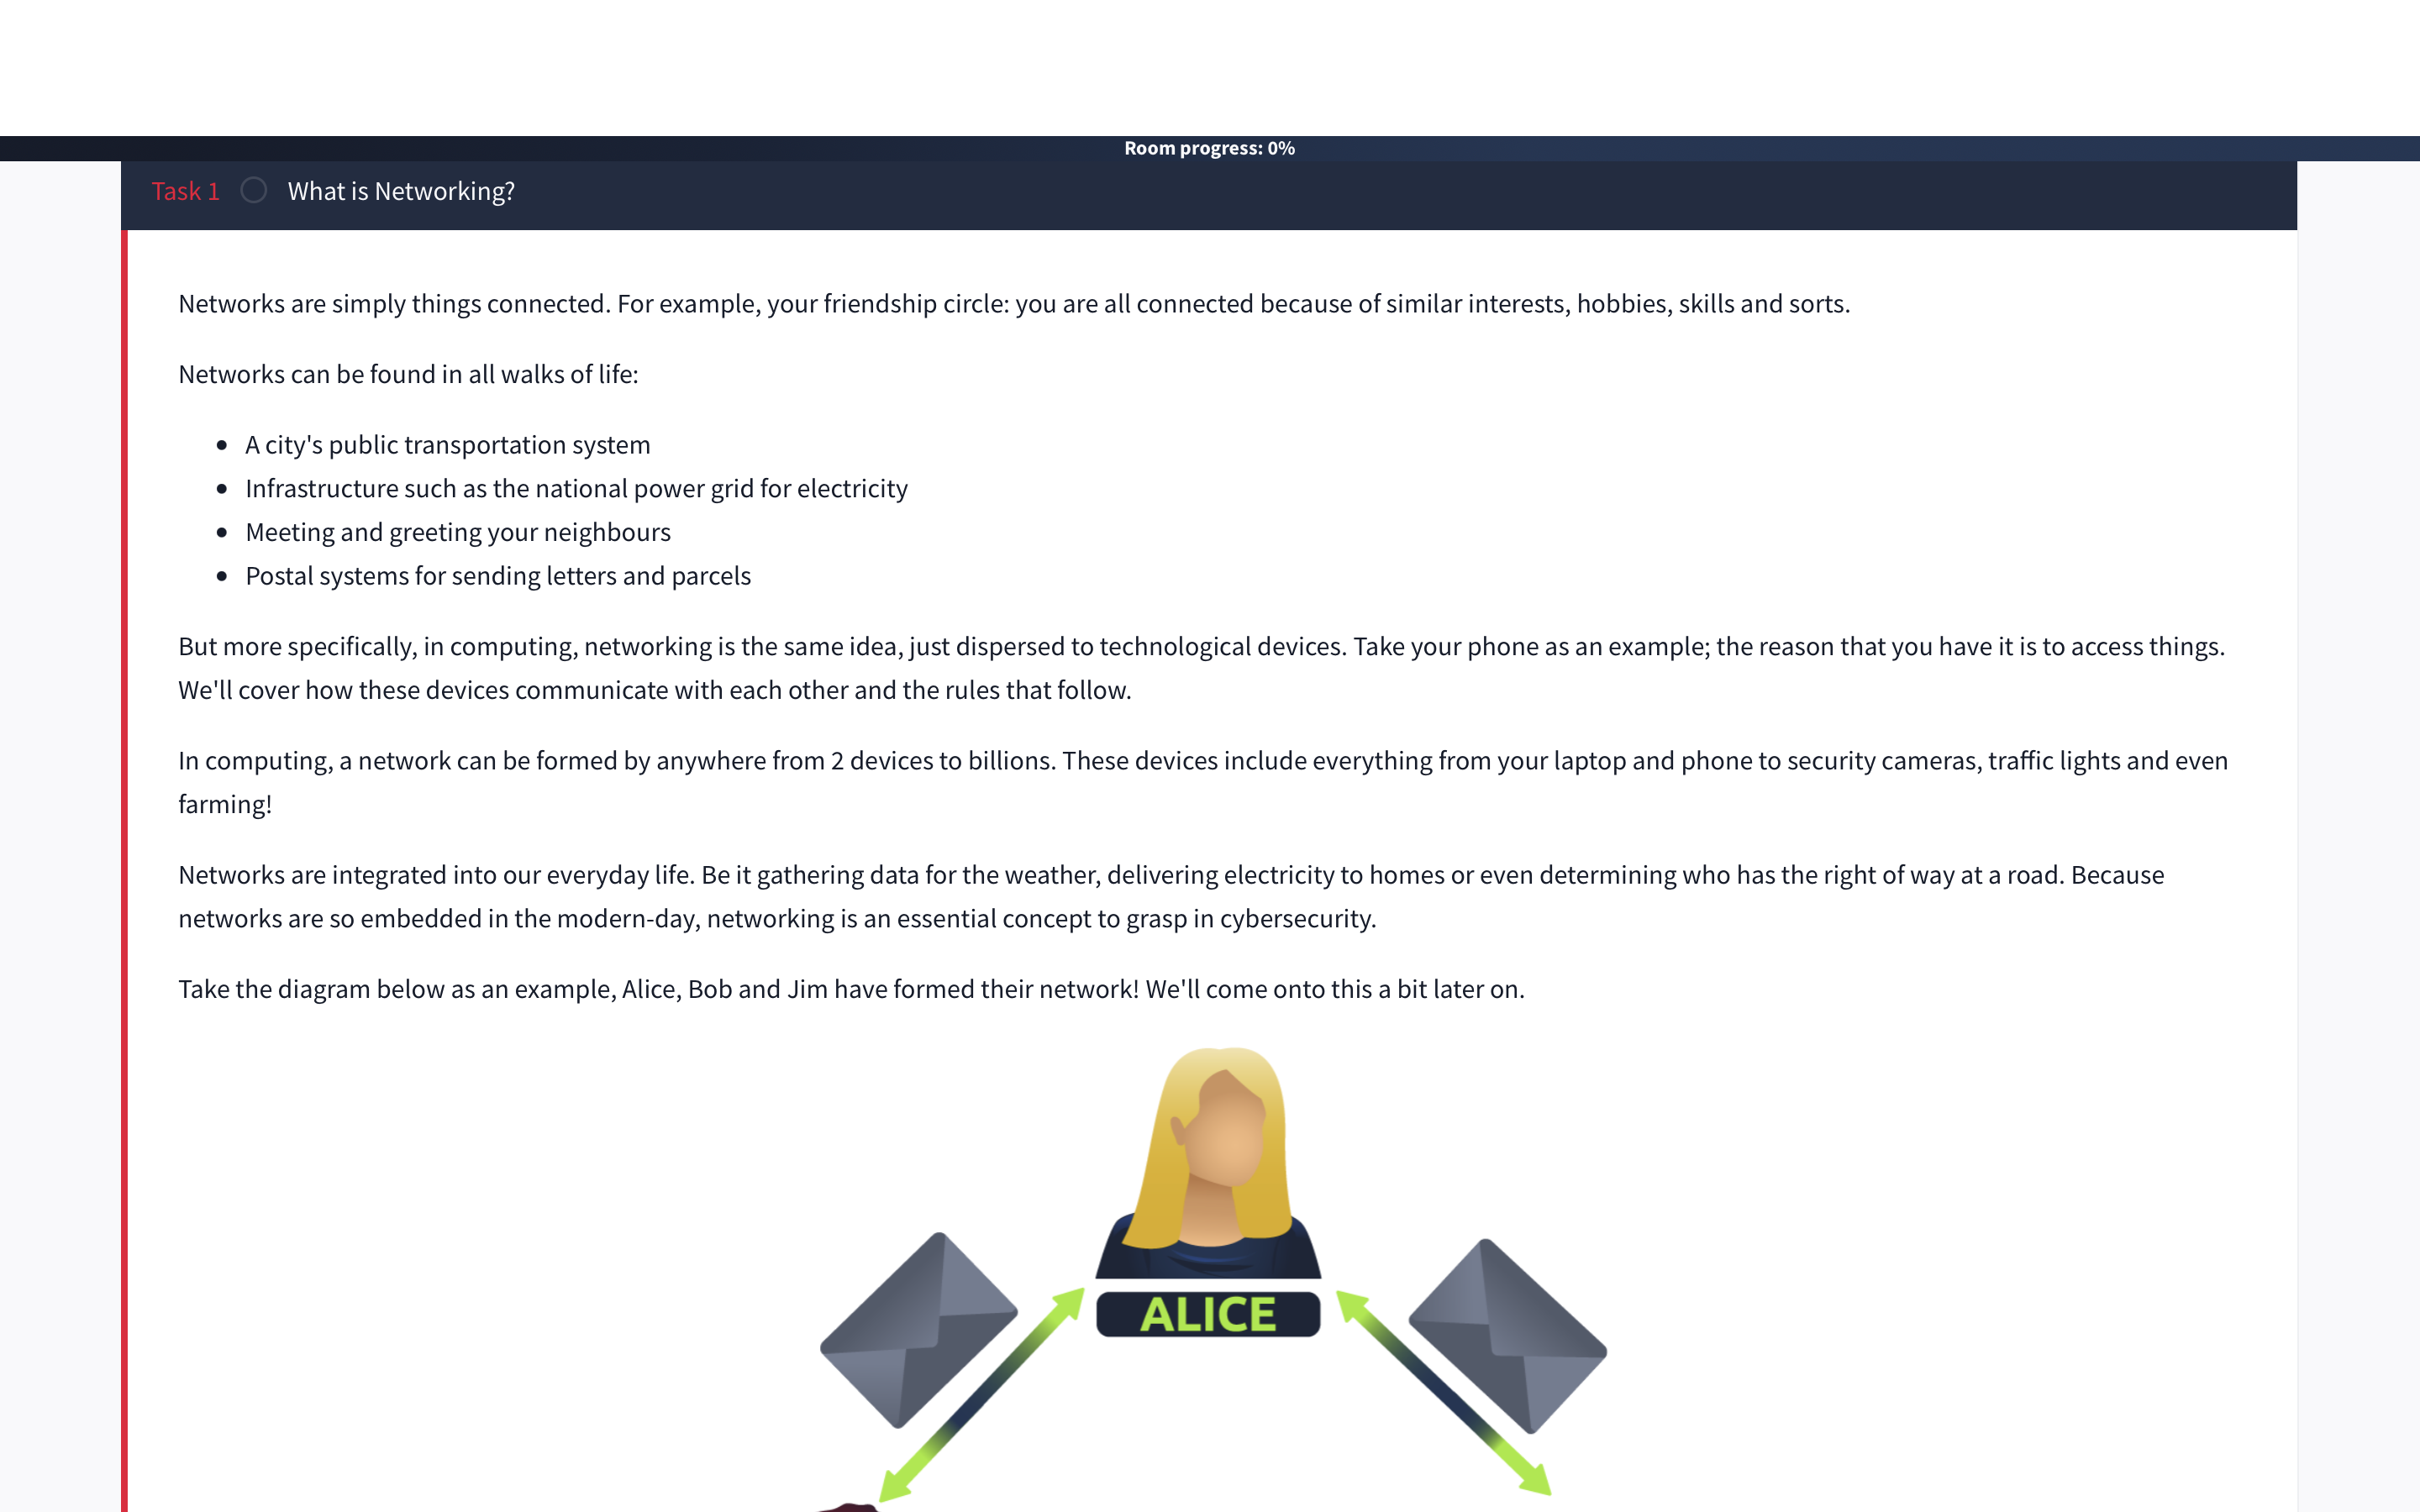 Room progress: 0%
Task 1 What is Networking?
Networks are simply things connected. For example, your friendship circle: you are all connected because of similar interests, hobbies, skills and sorts.
Networks can be found in all walks of life:
A city's public transportation system
Infrastructure such as the national power grid for electricity
Meeting and greeting your neighbours
Postal systems for sending letters and parcels
But more specifically, in computing, networking is the same idea, just dispersed to technological devices. Take your phone as an example; the reason that you have it is to access things.
We'll cover how these devices communicate with each other and the rules that follow.
In computing, a network can be formed by anywhere from 2 devices to billions. These devices include everything from your laptop and phone to security cameras, traffic lights and even
farming!
Networks are integrated into our everyday life. Be it gathering data for the weather, delivering electricity to homes or even determining who has the right of way at a road. Because
networks are so embedded in the modern-day, networking is an essential concept to grasp in cybersecurity.
Take the diagram below as an example, Alice, Bob and Jim have formed their network! We'll come onto this a bit later on.
ALICE